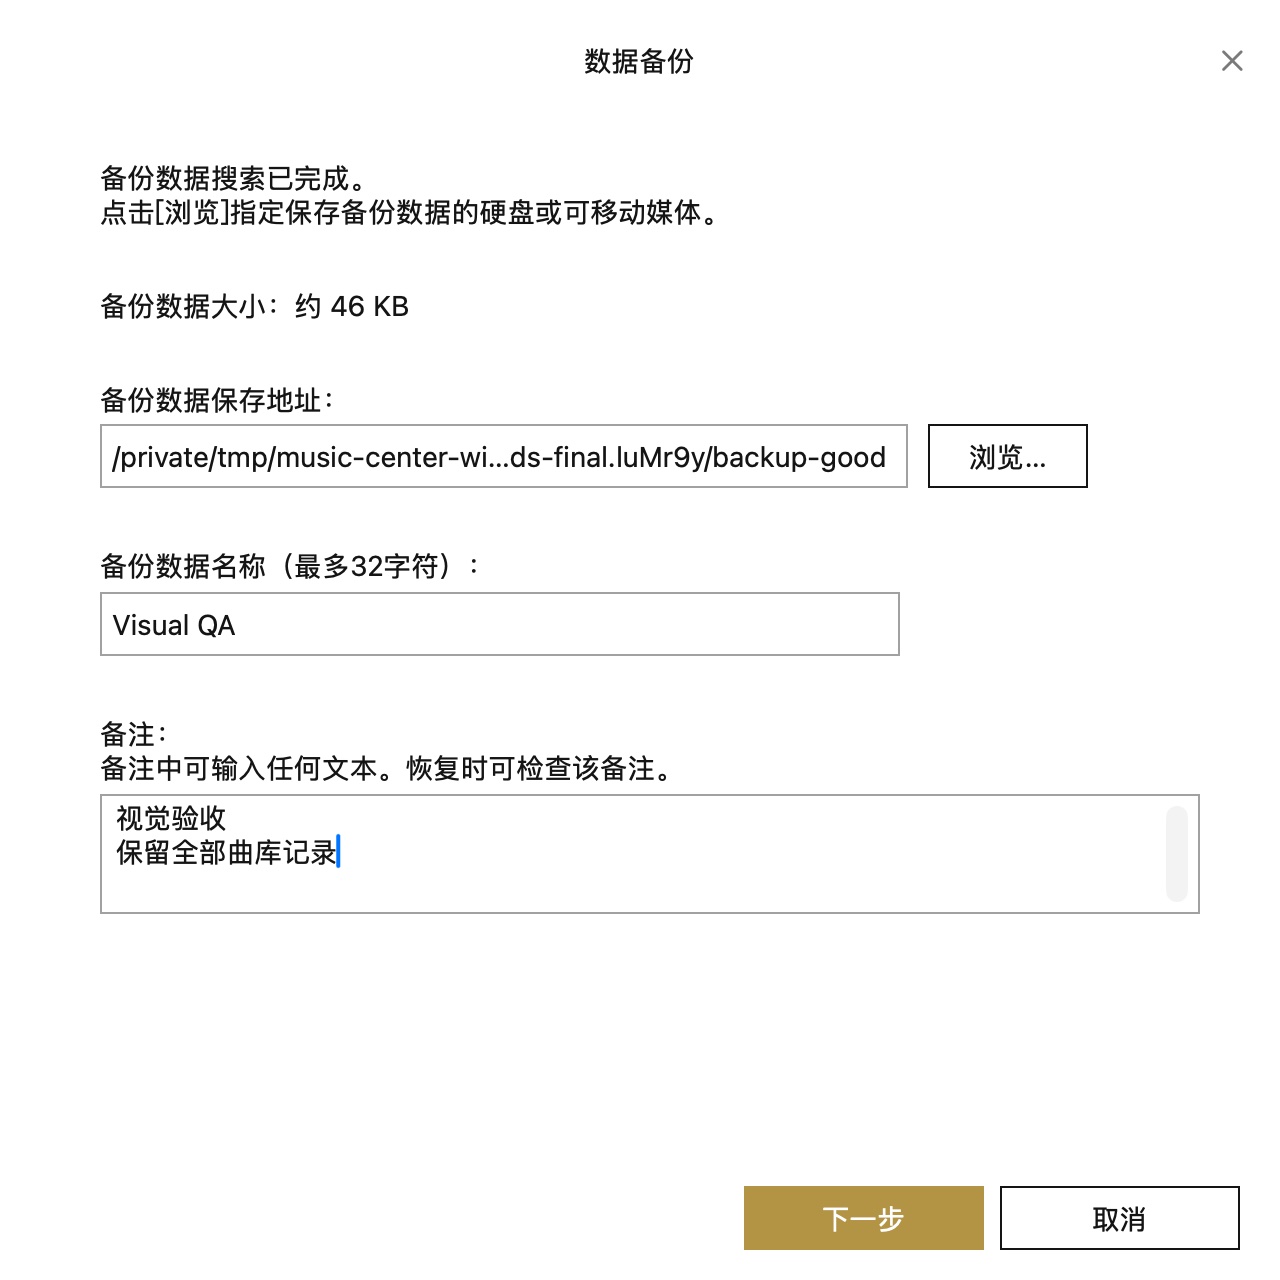 数据备份
备份数据搜索已完成。
点击[浏览]指定保存备份数据的硬盘或可移动媒体。
备份数据大小：约 46 KB
备份数据保存地址：
/private/tmp/music-center-wi...ds-final.luMr9y/backup-good
浏览...
备份数据名称（最多32字符）：
Visual QA
备注：
备注中可输入任何文本。恢复时可检查该备注。
视觉验收
保留全部曲库记录
下一步
取消